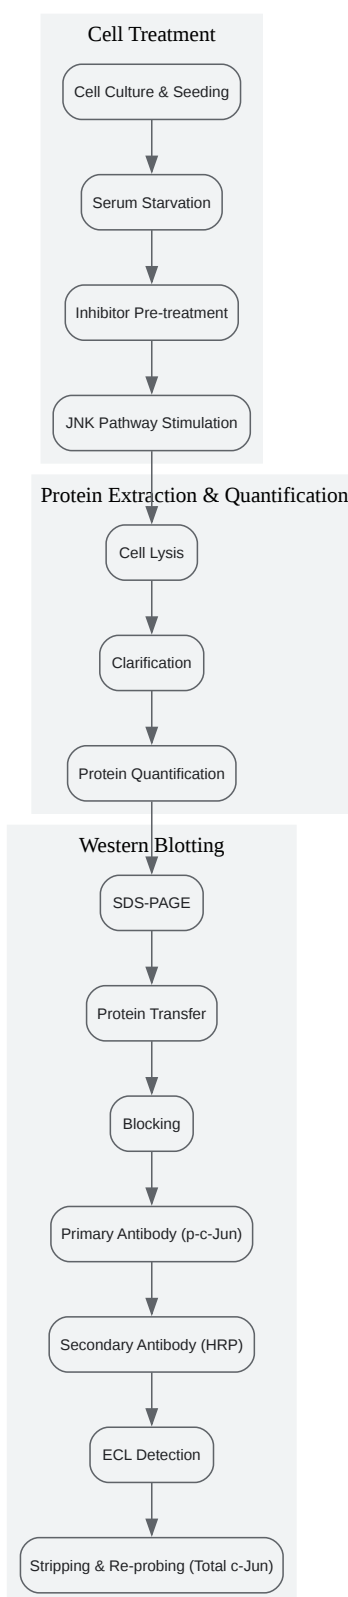 Cell Treatment
Cell Culture & Seeding
Serum Starvation
Inhibitor Pre-treatment
JNK Pathway Stimulation
Protein Extraction & Quantification
Cell Lysis
Clarification
Protein Quantification
Western Blotting
SDS-PAGE
Protein Transfer
Blocking
Primary Antibody (p-c-Jun)
Secondary Antibody (HRP)
ECL Detection
Stripping & Re-probing (Total c-Jun)